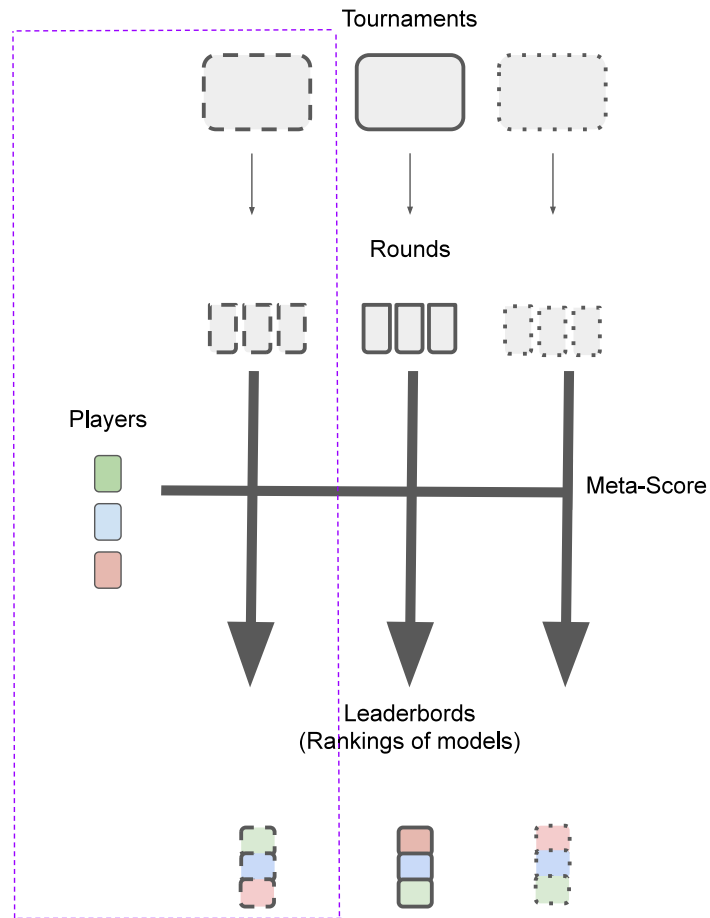 Tournaments
Rounds
Players
Meta-Score
Leaderbords
(Rankings of models)